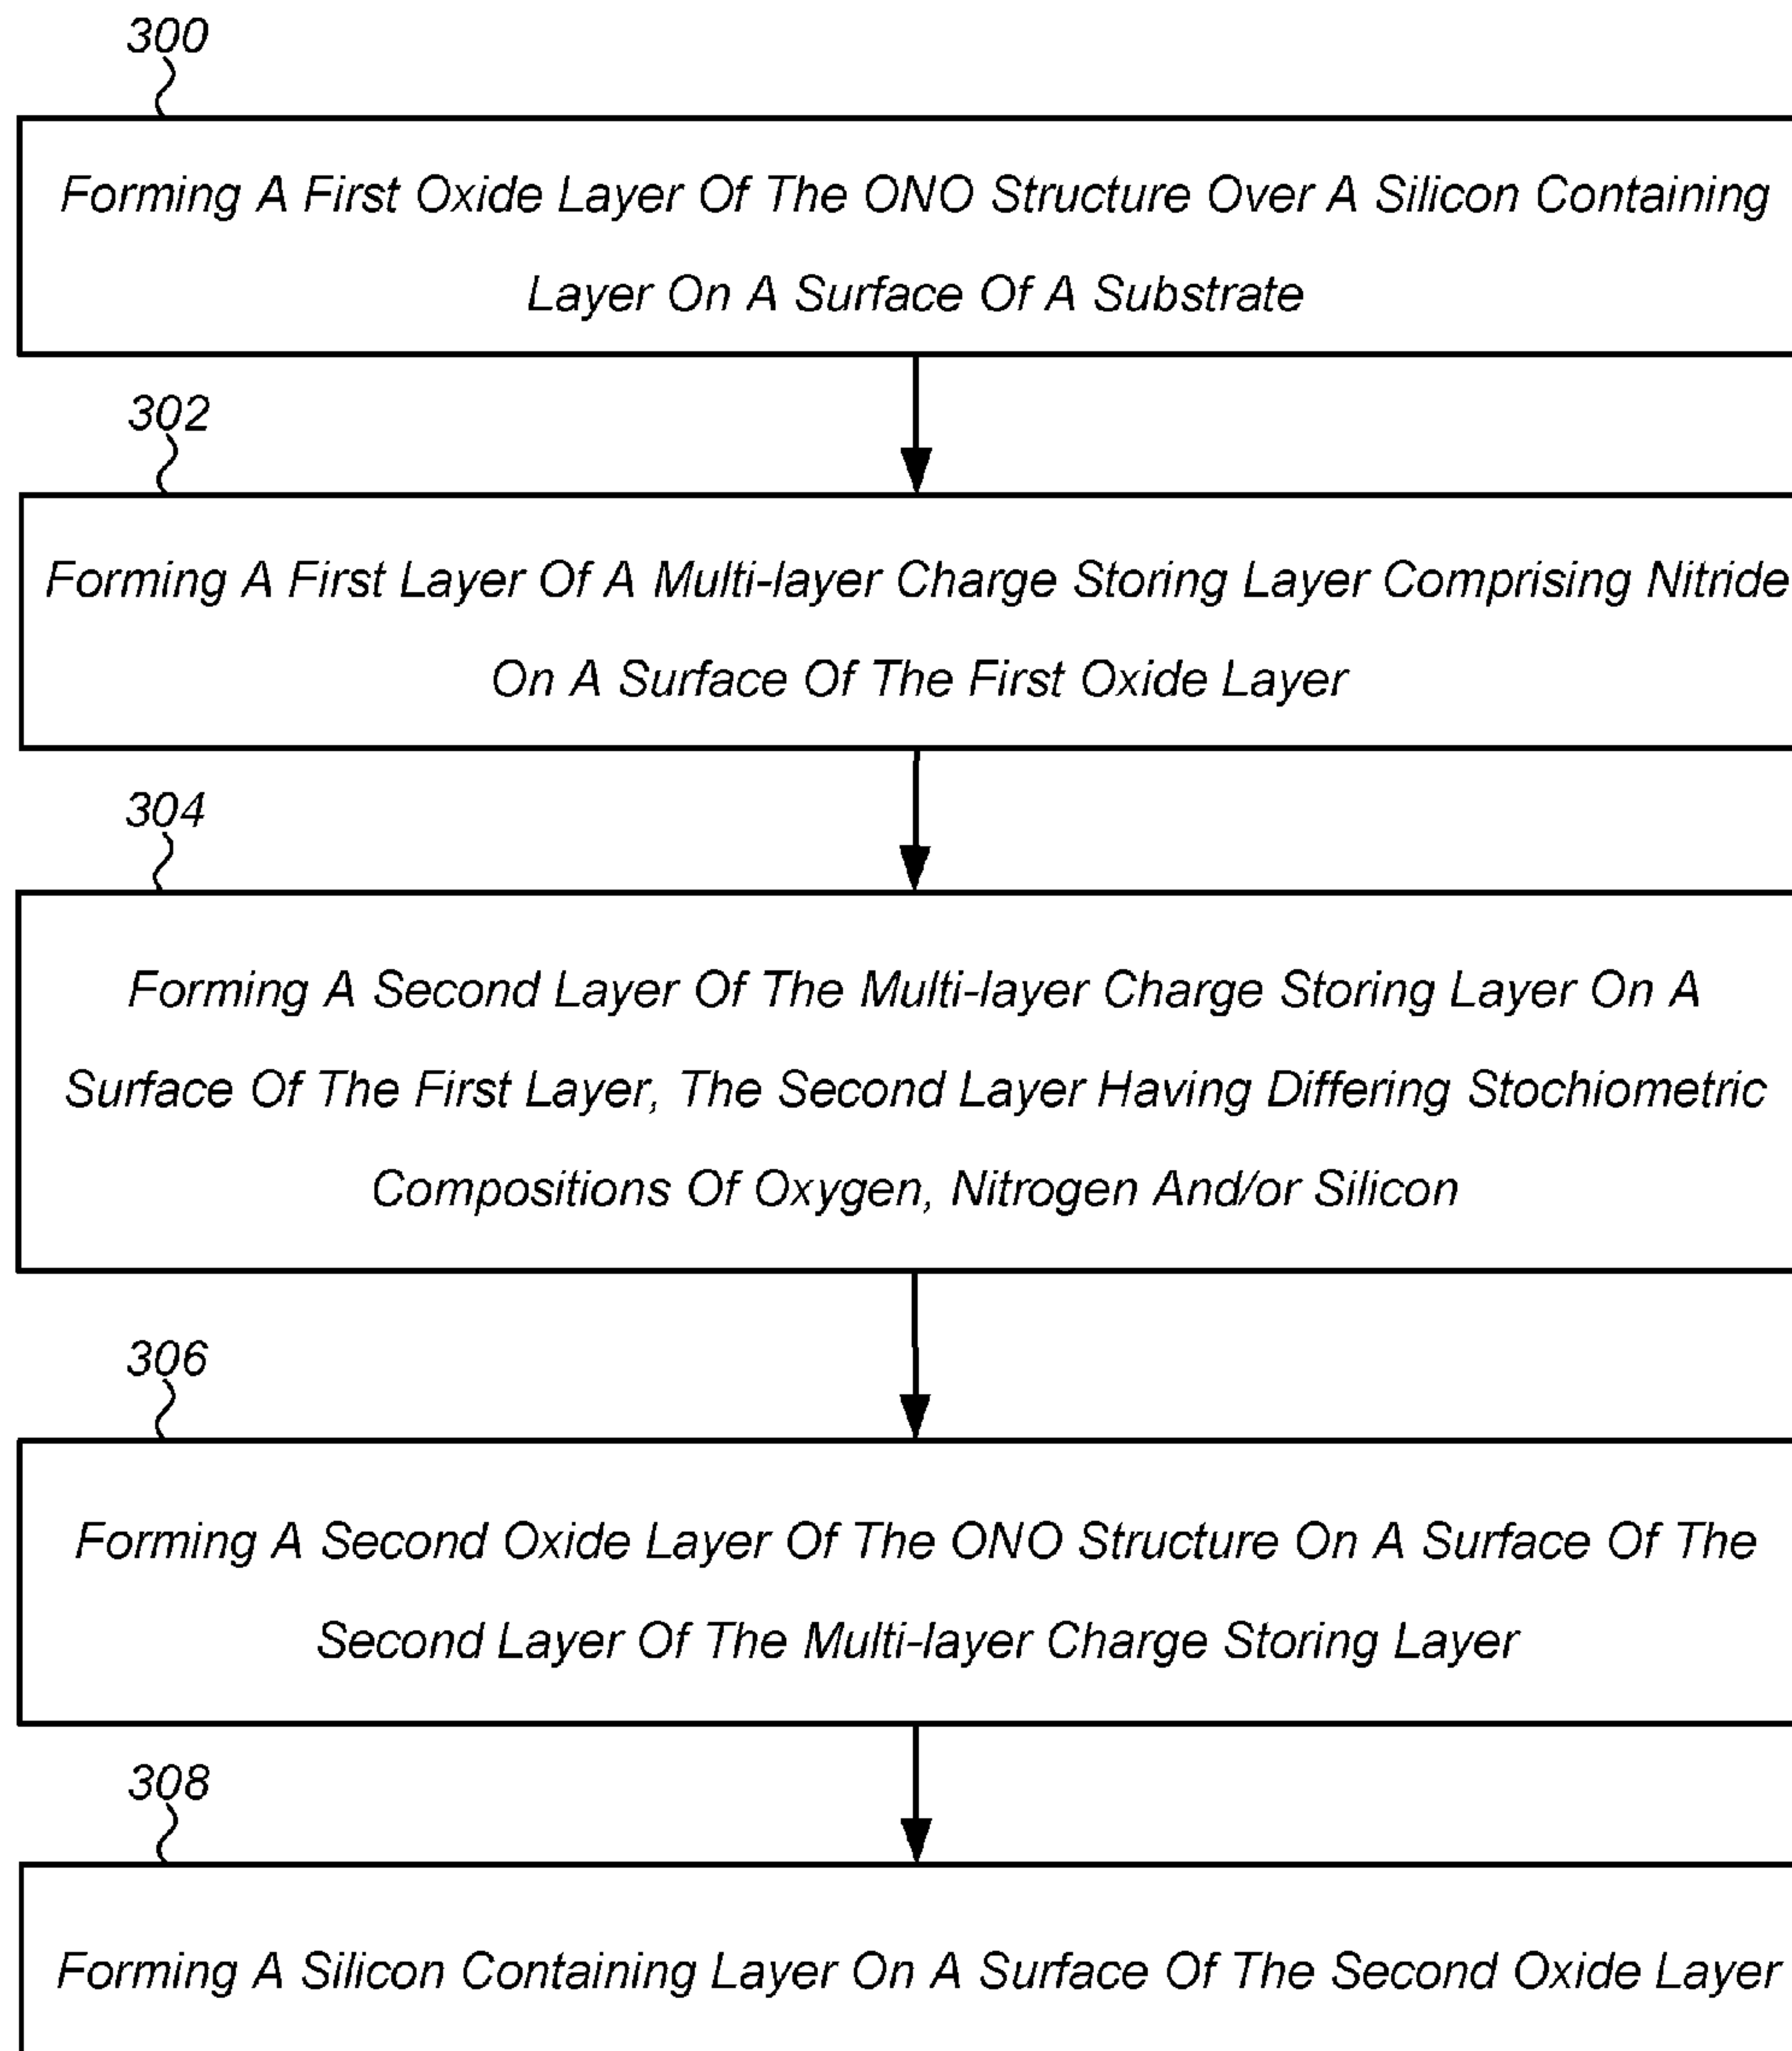 300
Forming A First Oxide Layer Of The ONO Structure Over A Silicon Containing
Layer On A Surface Of A Substrate
302
Forming A First Layer Of A Multi-layer Charge Storing Layer Comprising Nitride
On A Surface Of The First Oxide Layer
304
Forming A Second Layer Of The Multi-layer Charge Storing Layer On A
Surface Of The First Layer, The Second Layer Having Differing Stochiometric
Compositions Of Oxygen, Nitrogen And/or Silicon
306
Forming A Second Oxide Layer Of The ONO Structure On A Surface Of The
Second Layer Of The Multi-layer Charge Storing Layer
308
Forming A Silicon Containing Layer On A Surface Of The Second Oxide Layer